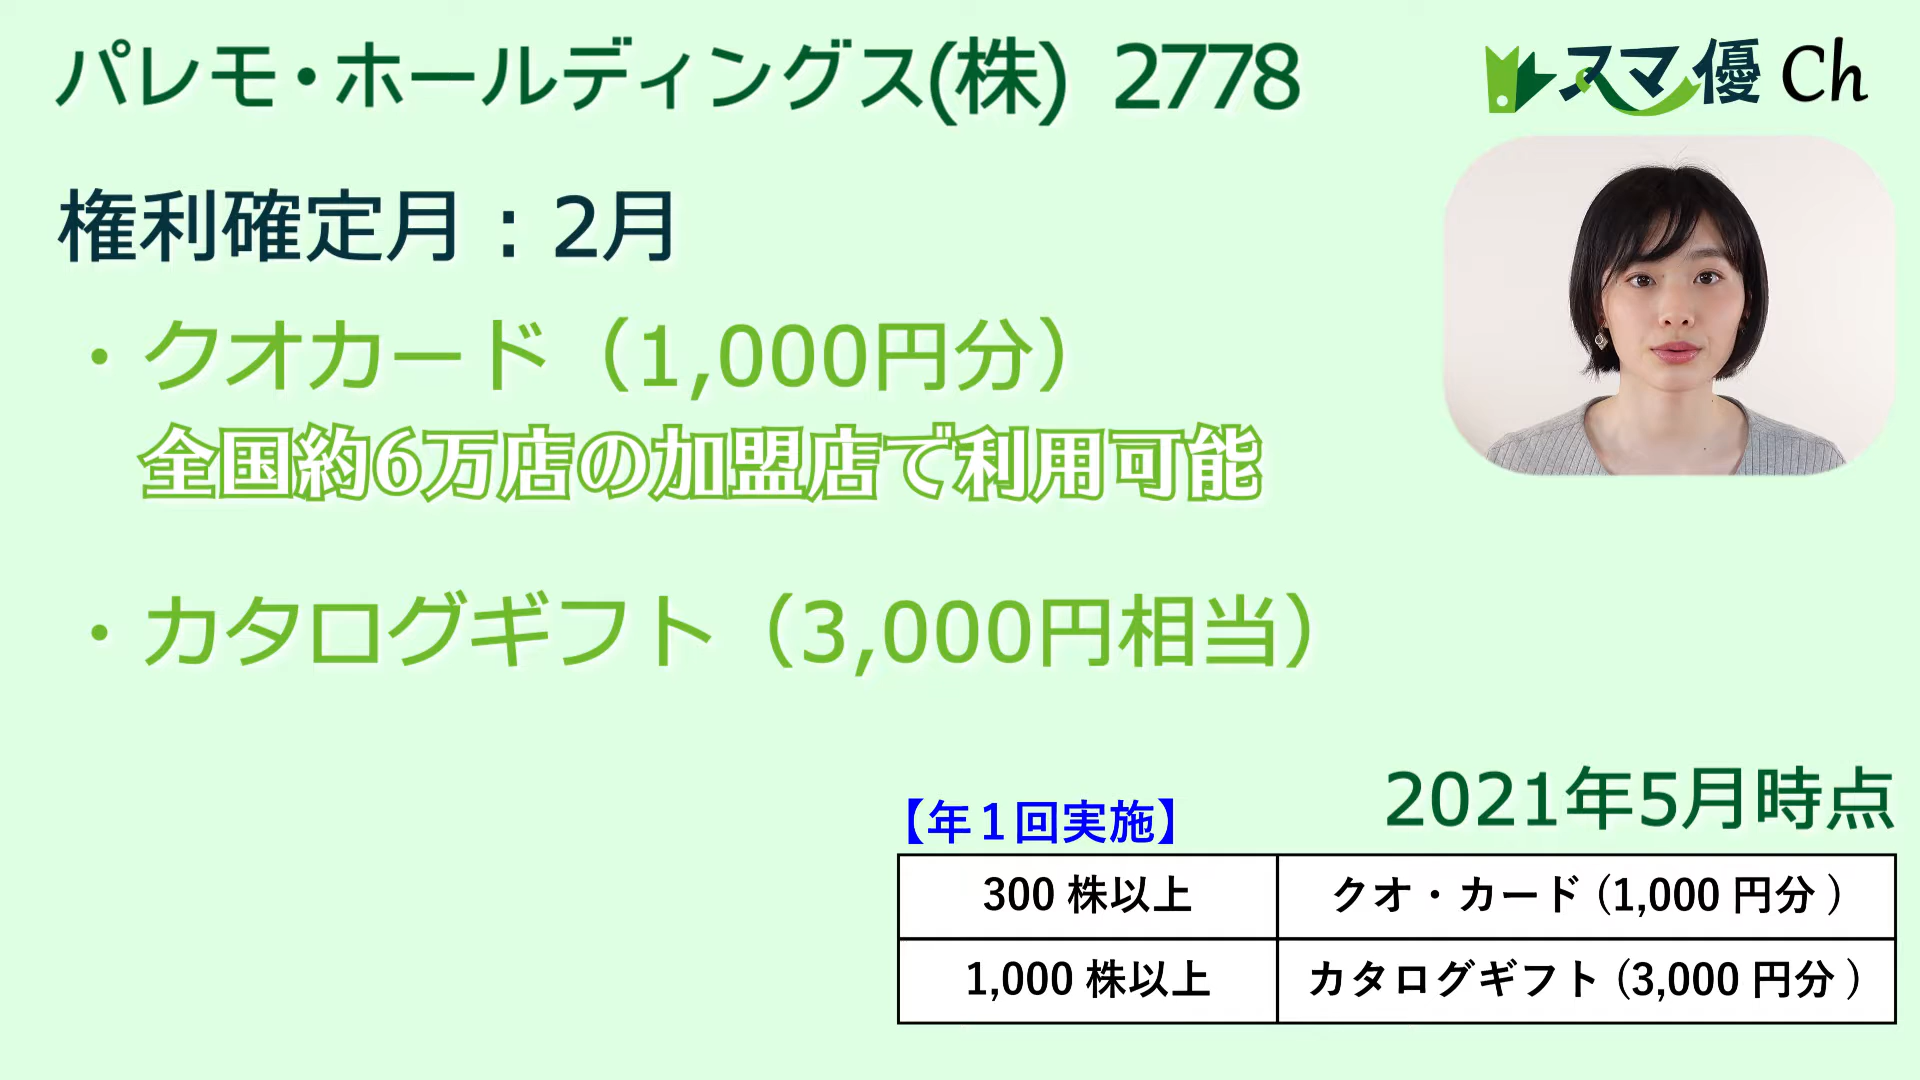 パレモ・ホールディングス(株) 2778
スマ優 Ch
権利確定月：2月
・クオカード（1,000円分）
全国約6万店の加盟店で利用可能
・カタログギフト（3,000円相当）
2021年5月時点
【年１回実施】
300 株以上 クオ・カード (1,000 円分 )
1,000 株以上 カタログギフト (3,000 円分 )